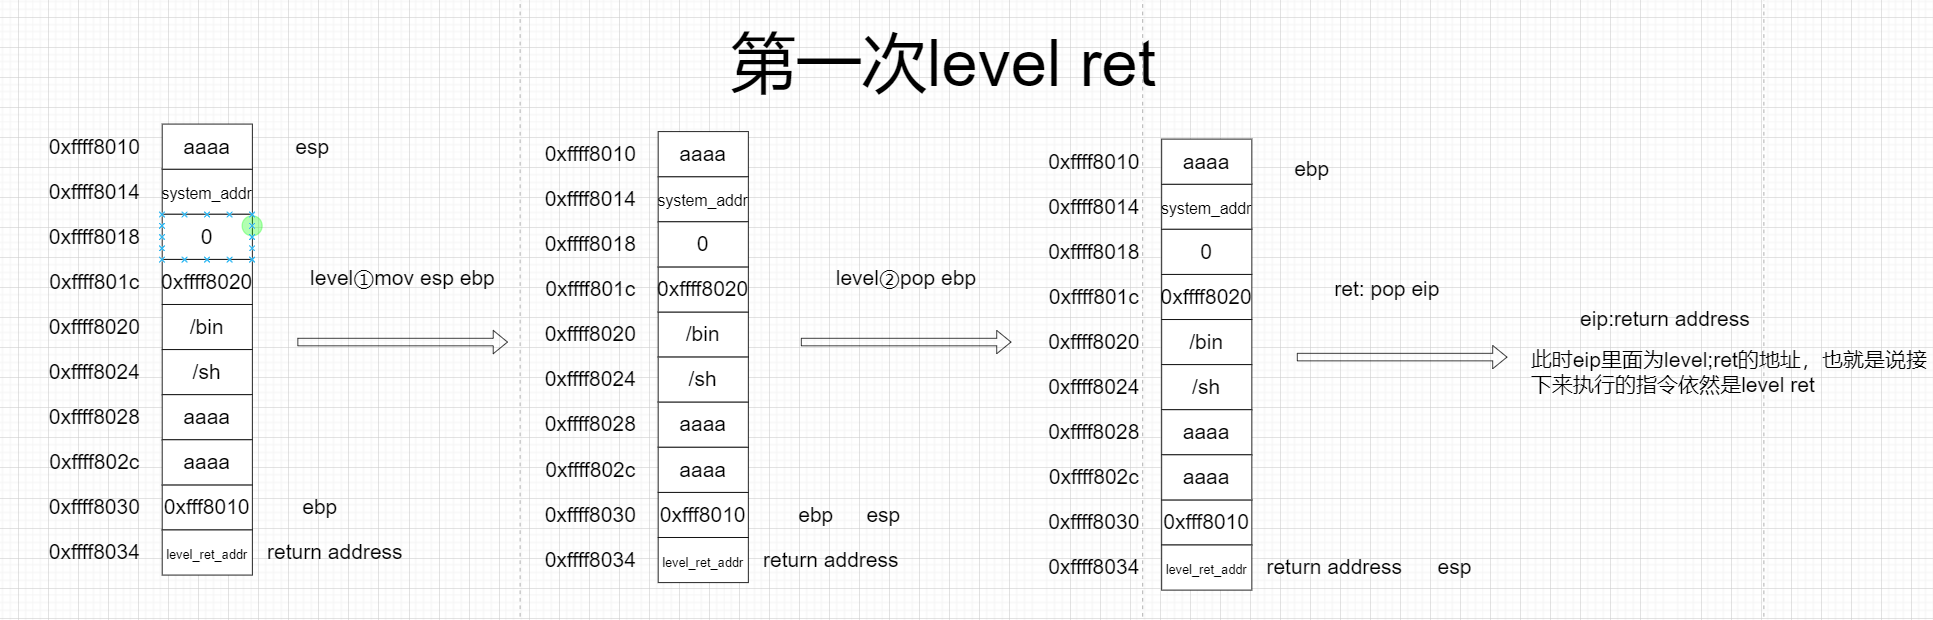 第一次level ret
0xffff8010 aaaa esp
0xffff8014 system_addr
0xffff8018 0
0xffff801c 0xffff8020
0xffff8020 /bin
0xffff8024 /sh
0xffff8028 aaaa
0xffff802c aaaa
0xffff8030 0xfff8010 ebp
0xffff8034 level_ret_addr return address
level①mov esp ebp
0xffff8010 aaaa
0xffff8014 system_addr
0xffff8018 0
0xffff801c 0xffff8020
0xffff8020 /bin
0xffff8024 /sh
0xffff8028 aaaa
0xffff802c aaaa
0xffff8030 0xfff8010 ebp esp
0xffff8034 level_ret_addr return address
level②pop ebp
0xffff8010 aaaa ebp
0xffff8014 system_addr
0xffff8018 0
0xffff801c 0xffff8020
0xffff8020 /bin
0xffff8024 /sh
0xffff8028 aaaa
0xffff802c aaaa
0xffff8030 0xfff8010
0xffff8034 level_ret_addr return address esp
ret: pop eip
eip:return address
此时eip里面为level;ret的地址，也就是说接
下来执行的指令依然是level ret